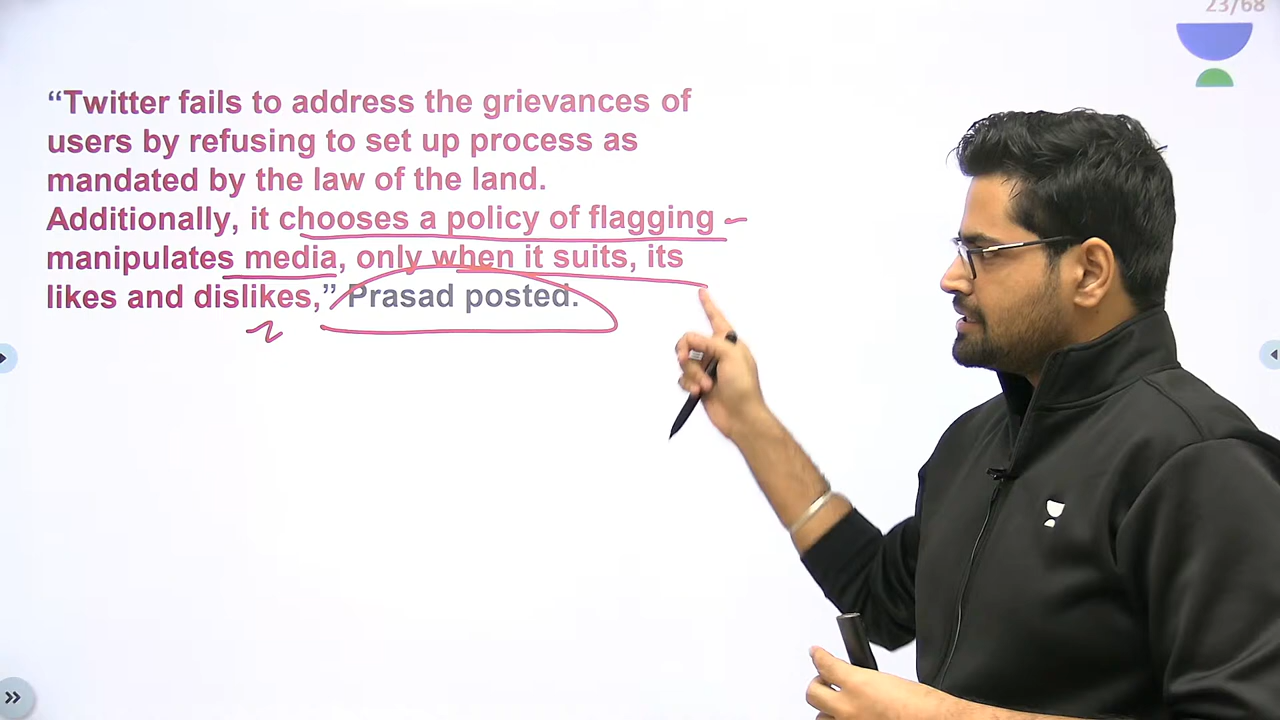 23/68
“Twitter fails to address the grievances of
users by refusing to set up process as
mandated by the law of the land.
Additionally, it chooses a policy of flagging
manipulates media, only when it suits, its
likes and dislikes,” Prasad posted.